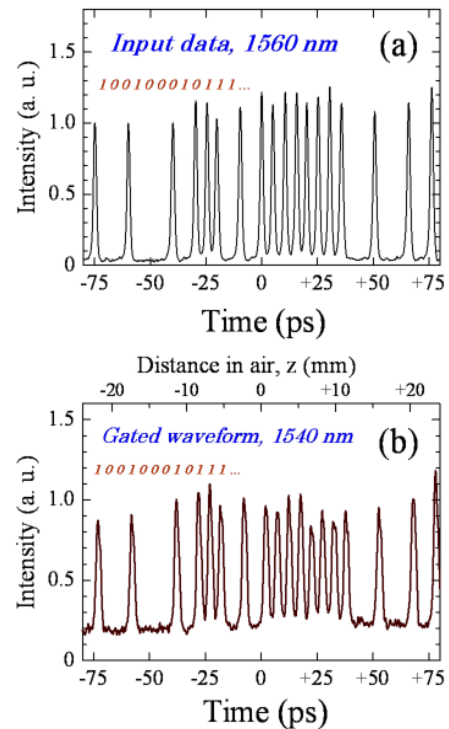 Input data, 1560 nm (a)
100100010111...
Intensity (a. u.)
1.5
1.0
0.5
0
-75 -50 -25 0 +25 +50 +75
Time (ps)
Distance in air, z (mm)
-20 -10 0 +10 +20
Gated waveform, 1540 nm (b)
100100010111...
Intensity (a. u.)
1.5
1.0
0.5
0
-75 -50 -25 0 +25 +50 +75
Time (ps)